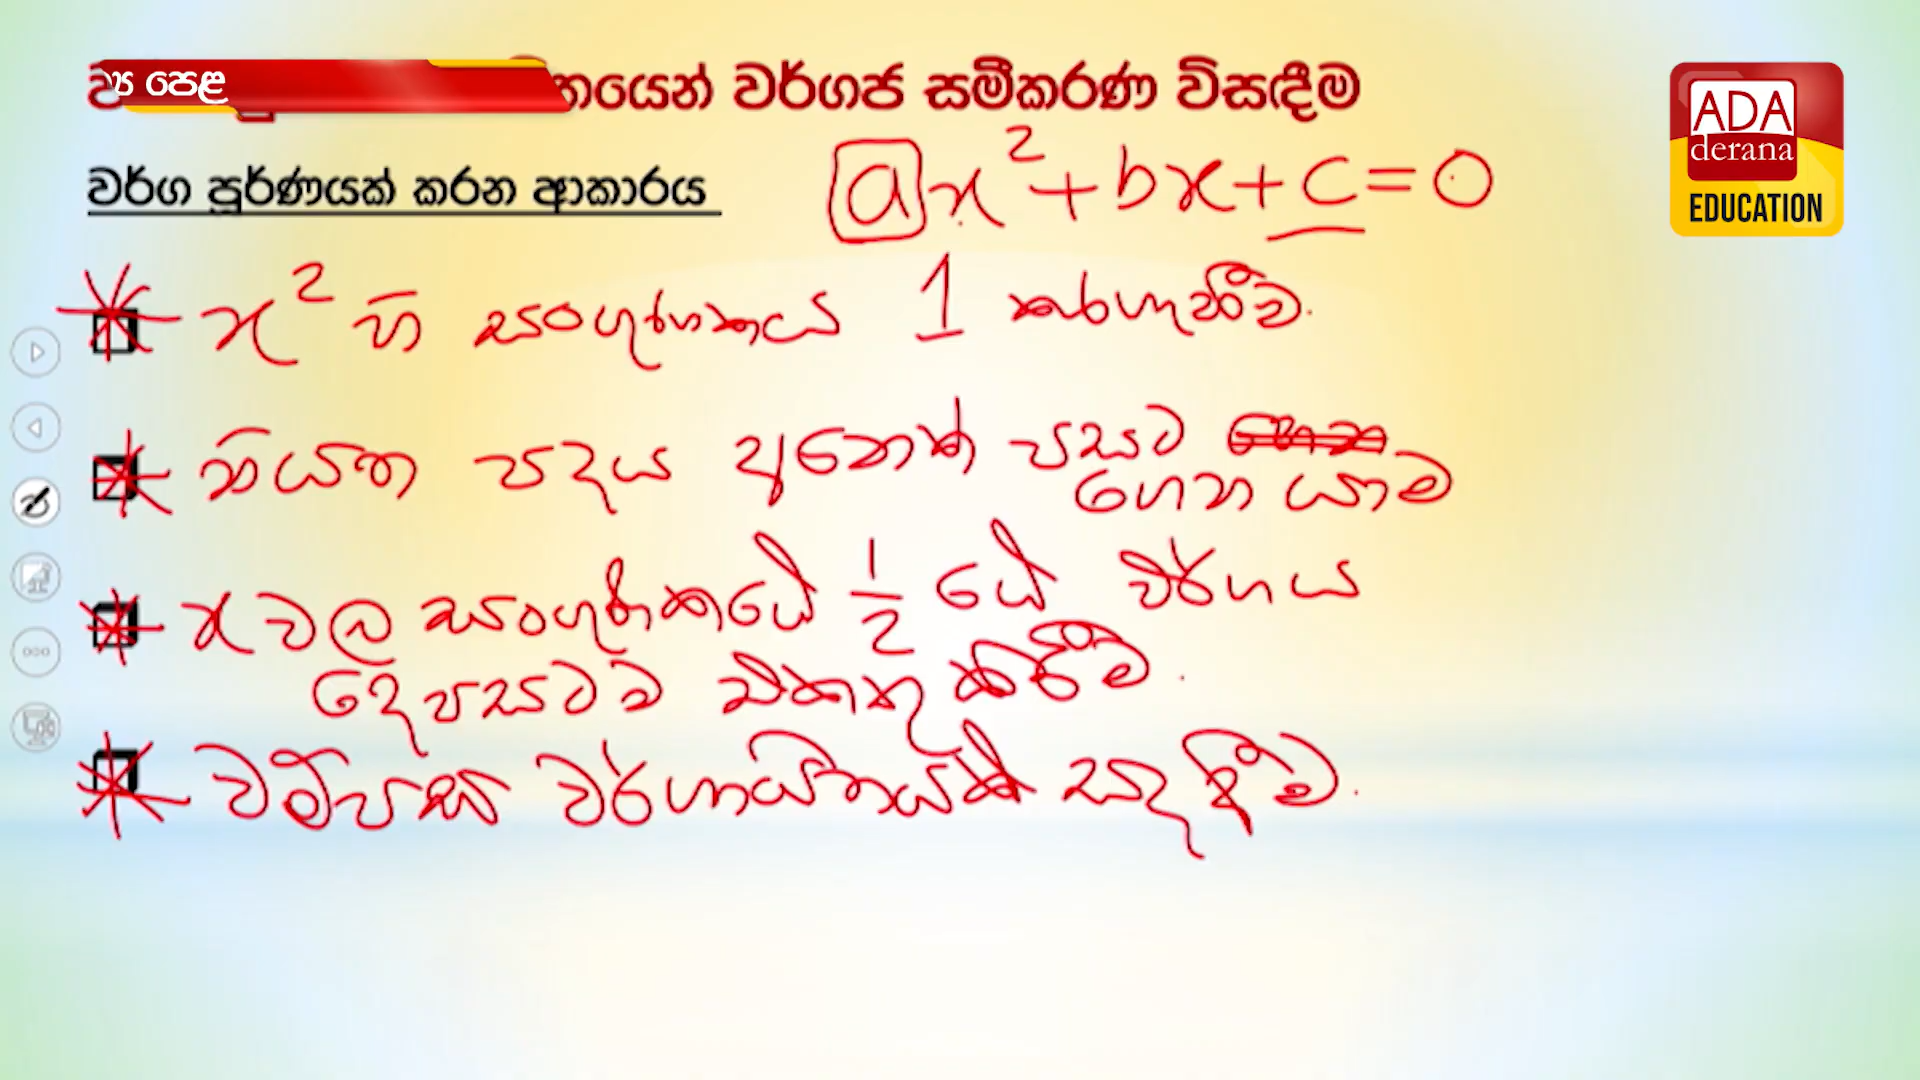 ව්‍ය පෙළ
තයෙන් වර්ගජ සමීකරණ විසඳීම
ADA
derana
EDUCATION
වර්ග පූර්ණයක් කරන ආකාරය
ax² + bx + c = 0
x² හි සංගුණකය 1 කරගැනීම.
නියත පදය අනෙක් පසට
ගෙන යාම
x වල සංගුණකයේ 1/2 යේ වර්ගය
දෙපසටම එකතු කිරීම.
වම්පස වර්ගායිතයක් සෑදීම.